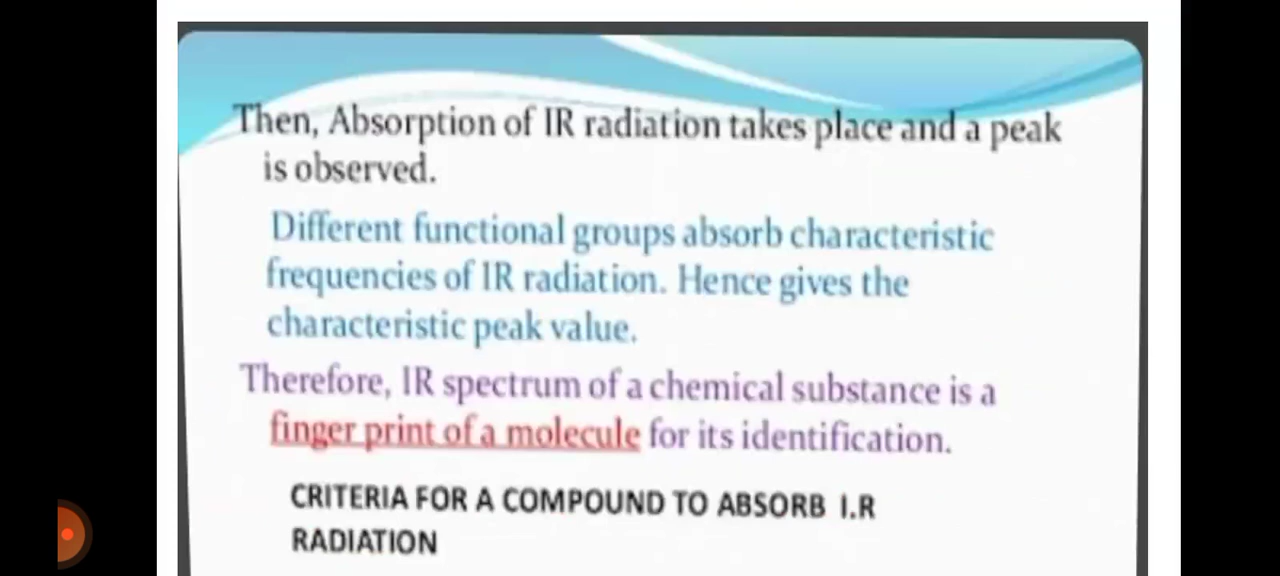 Then, Absorption of IR radiation takes place and a peak
is observed.
Different functional groups absorb characteristic
frequencies of IR radiation. Hence gives the
characteristic peak value.
Therefore, IR spectrum of a chemical substance is a
finger print of a molecule for its identification.
CRITERIA FOR A COMPOUND TO ABSORB I.R
RADIATION